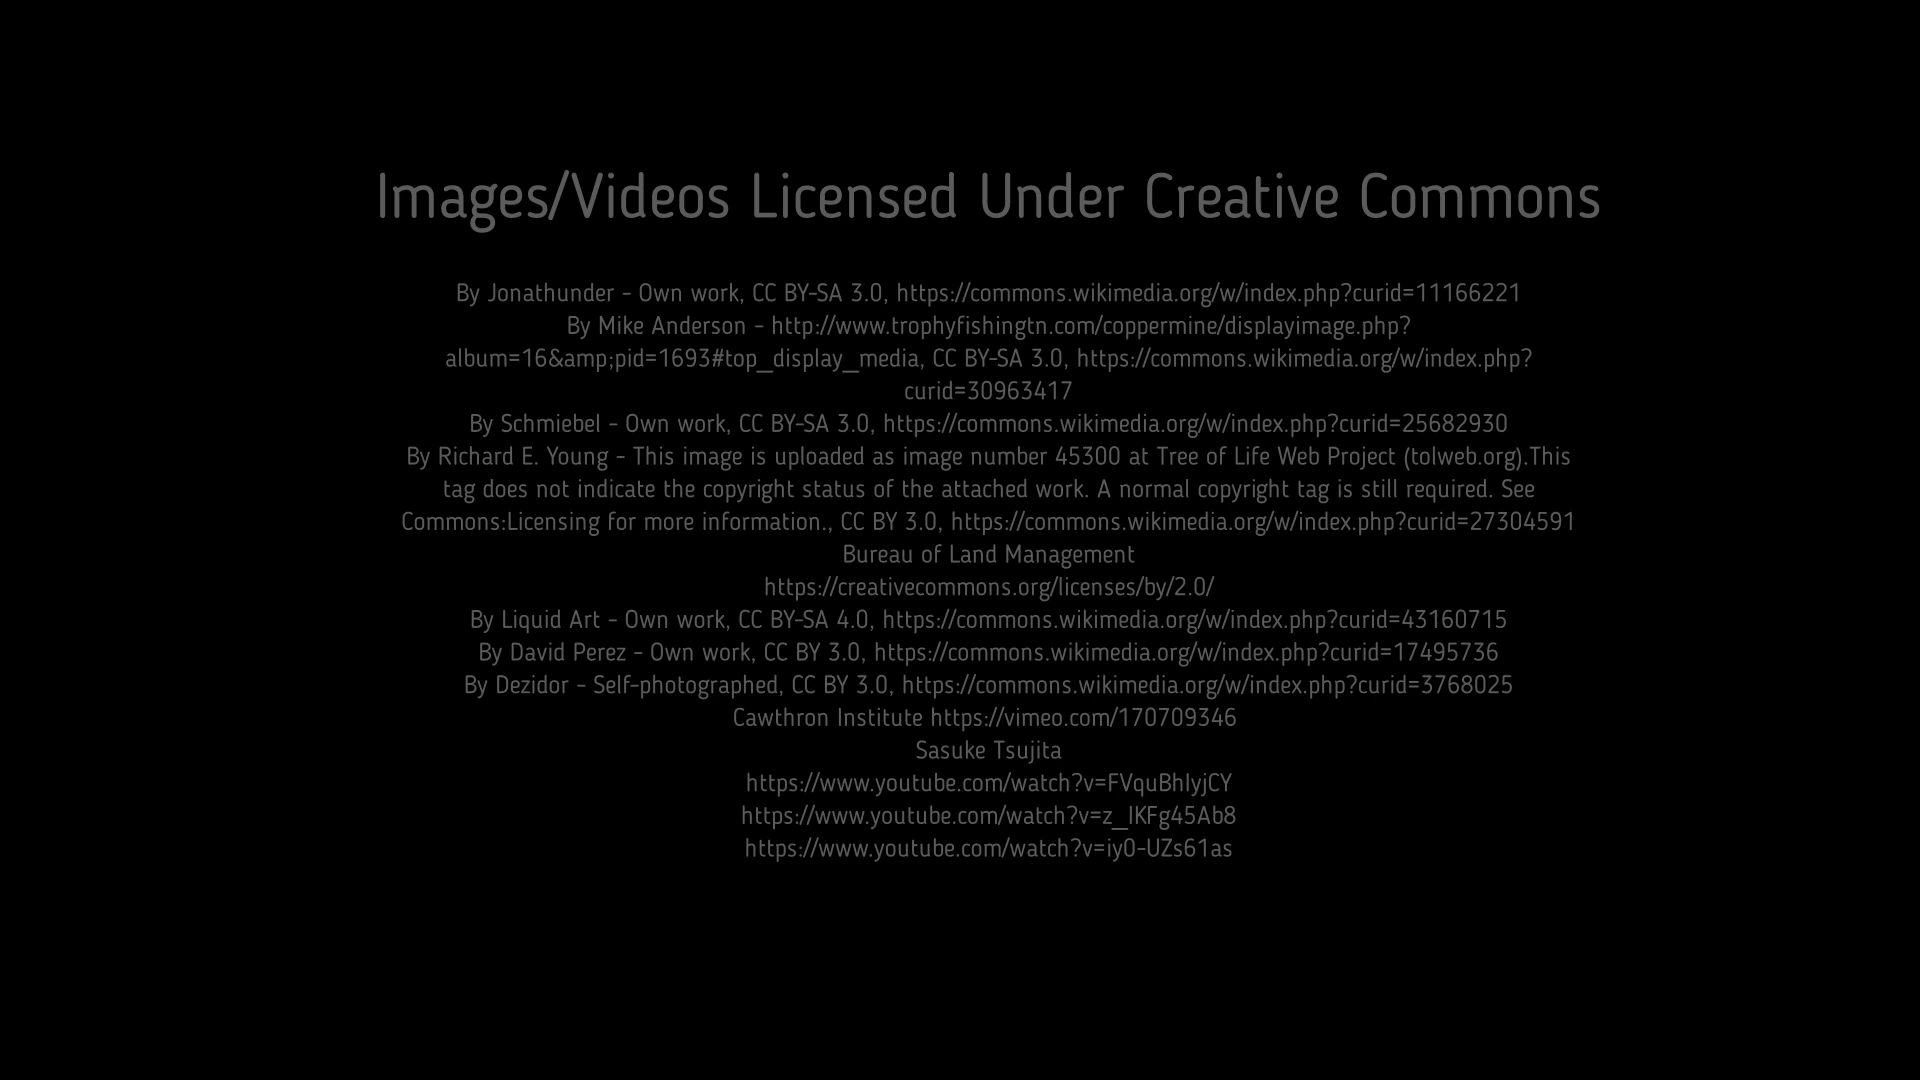 Images/Videos Licensed Under Creative Commons
By Jonathunder - Own work, CC BY-SA 3.0, https://commons.wikimedia.org/w/index.php?curid=11166221
By Mike Anderson - http://www.trophyfishingtn.com/coppermine/displayimage.php?
album=16&amp;pid=1693#top_display_media, CC BY-SA 3.0, https://commons.wikimedia.org/w/index.php?
curid=30963417
By Schmiebel - Own work, CC BY-SA 3.0, https://commons.wikimedia.org/w/index.php?curid=25682930
By Richard E. Young - This image is uploaded as image number 45300 at Tree of Life Web Project (tolweb.org).This
tag does not indicate the copyright status of the attached work. A normal copyright tag is still required. See
Commons:Licensing for more information., CC BY 3.0, https://commons.wikimedia.org/w/index.php?curid=27304591
Bureau of Land Management
https://creativecommons.org/licenses/by/2.0/
By Liquid Art - Own work, CC BY-SA 4.0, https://commons.wikimedia.org/w/index.php?curid=43160715
By David Perez - Own work, CC BY 3.0, https://commons.wikimedia.org/w/index.php?curid=17495736
By Dezidor - Self-photographed, CC BY 3.0, https://commons.wikimedia.org/w/index.php?curid=3768025
Cawthron Institute https://vimeo.com/170709346
Sasuke Tsujita
https://www.youtube.com/watch?v=FVquBhIyjCY
https://www.youtube.com/watch?v=z_IKFg45Ab8
https://www.youtube.com/watch?v=iy0-UZs61as